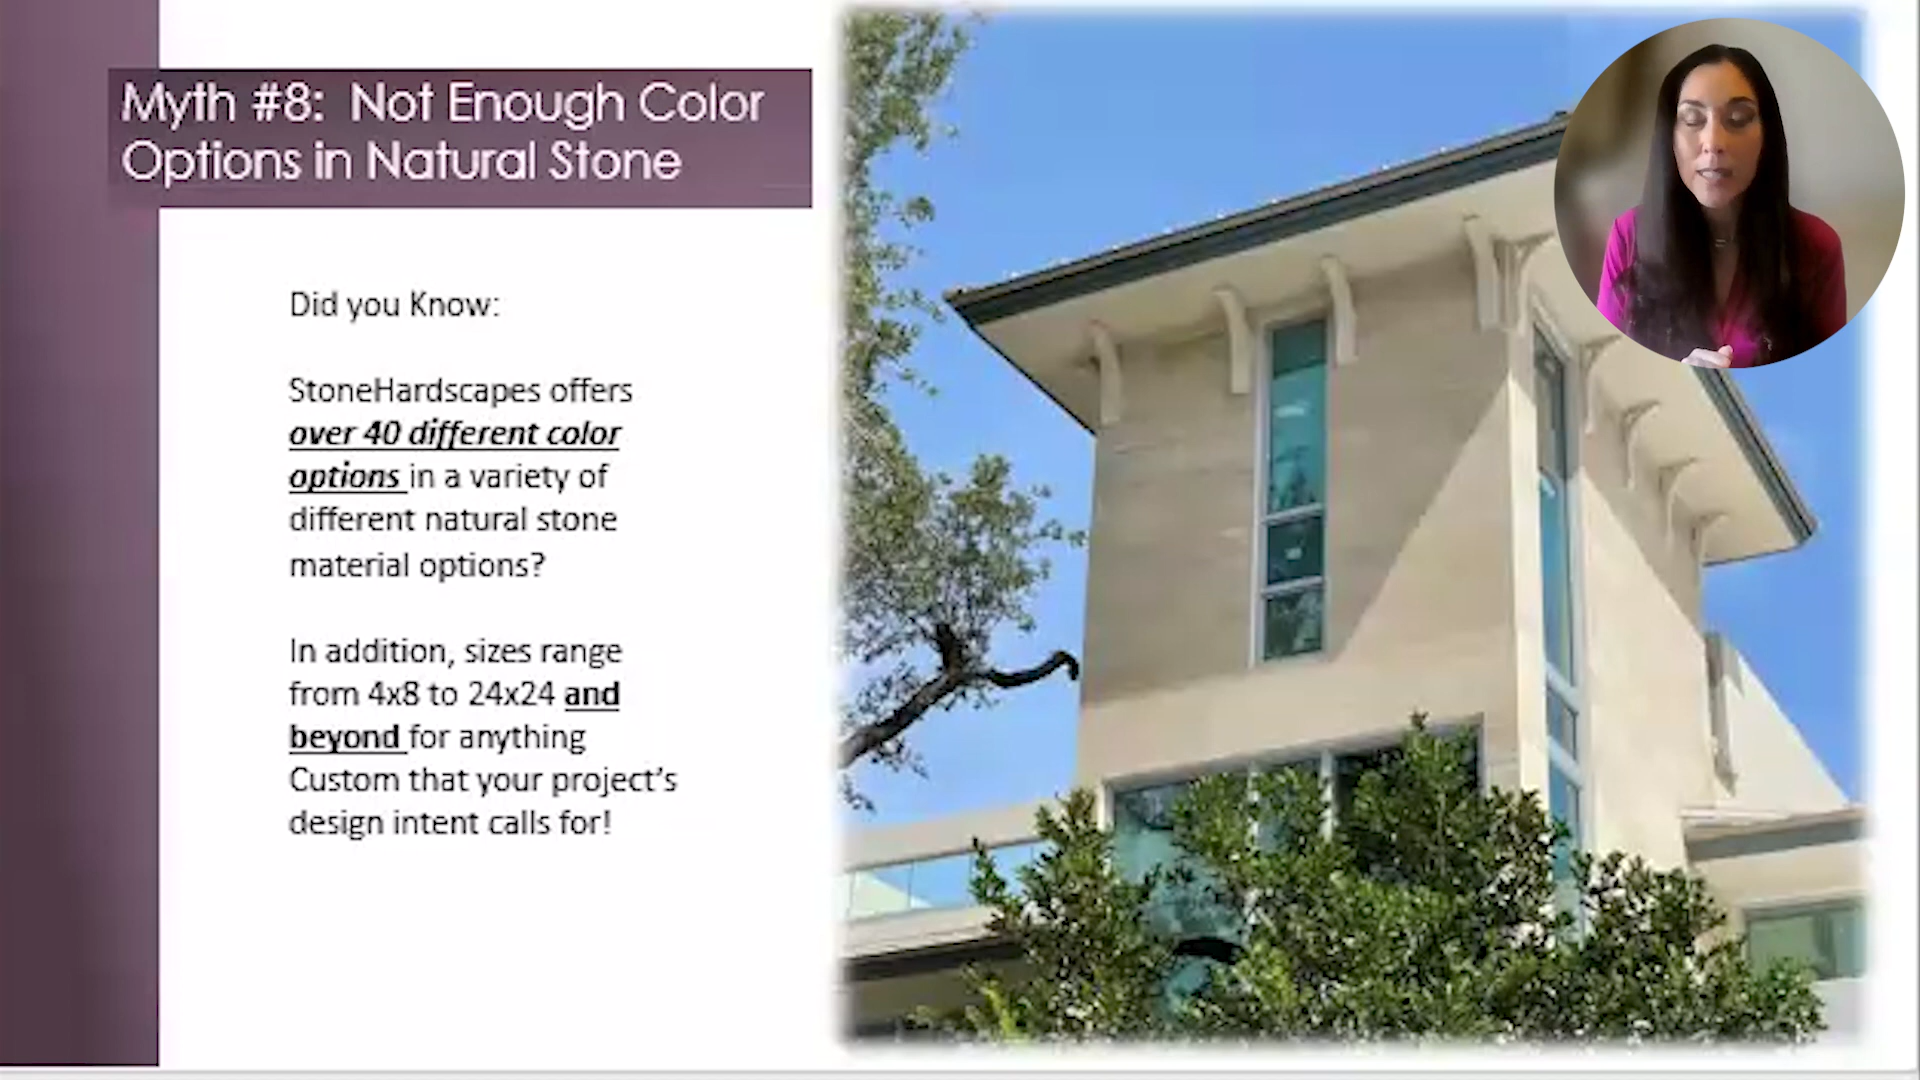 Myth #8: Not Enough Color
Options in Natural Stone
Did you Know:
StoneHardscapes offers
over 40 different color
options in a variety of
different natural stone
material options?
In addition, sizes range
from 4x8 to 24x24 and
beyond for anything
Custom that your project's
design intent calls for!